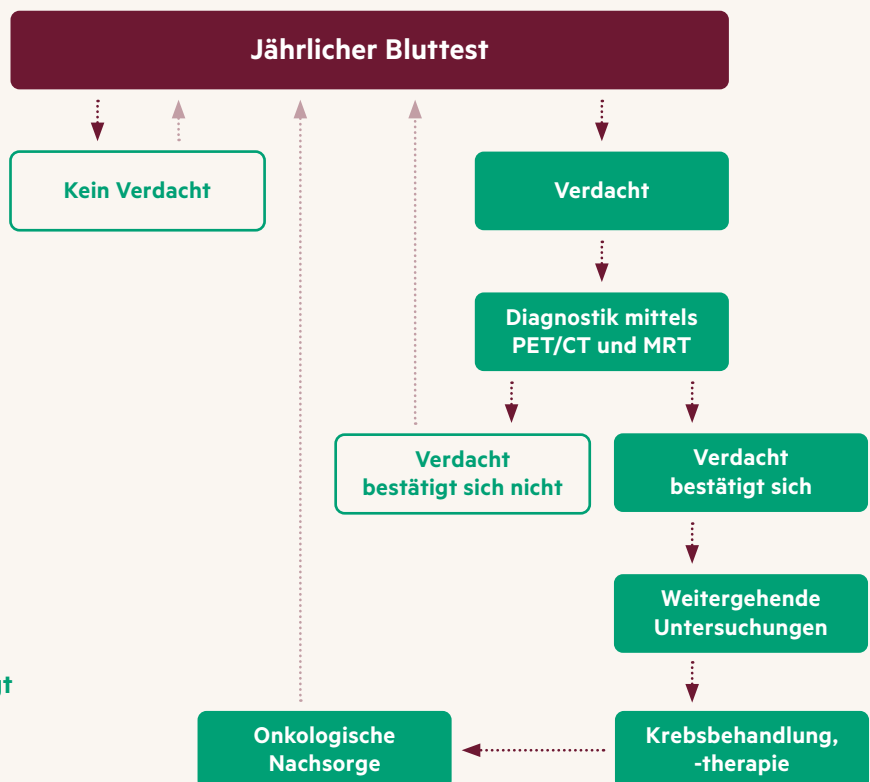 Jährlicher Bluttest
Kein Verdacht
Verdacht
Diagnostik mittels
PET/CT und MRT
Verdacht
bestätigt sich nicht
Verdacht
bestätigt sich
Weitergehende
Untersuchungen
Onkologische
Nachsorge
Krebsbehandlung,
-therapie